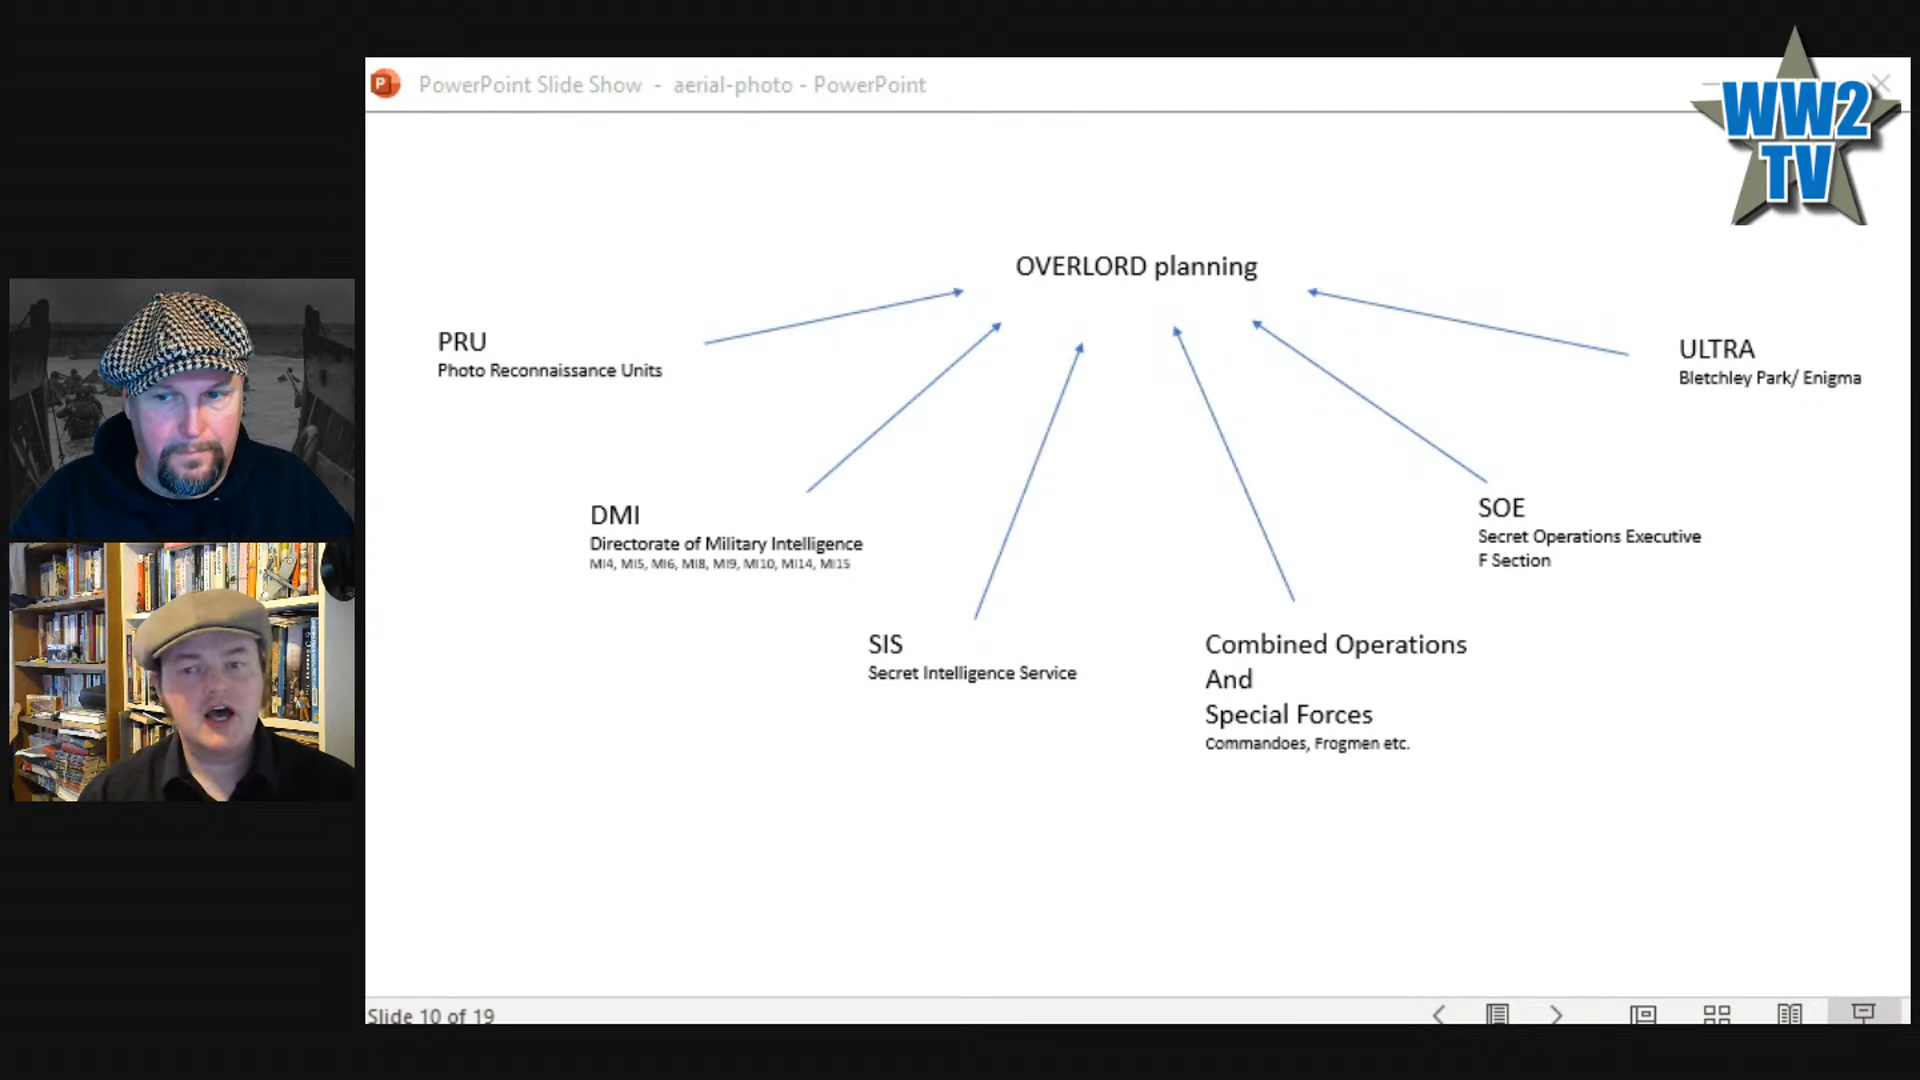 PowerPoint Slide Show - aerial-photo - PowerPoint
WW2
TV
OVERLORD planning
PRU
Photo Reconnaissance Units
ULTRA
Bletchley Park/ Enigma
DMI
Directorate of Military Intelligence
MI4, MI5, MI6, MI8, MI9, MI10, MI14, MI15
SOE
Secret Operations Executive
F Section
SIS
Secret Intelligence Service
Combined Operations
And
Special Forces
Commandoes, Frogmen etc.
Slide 10 of 19